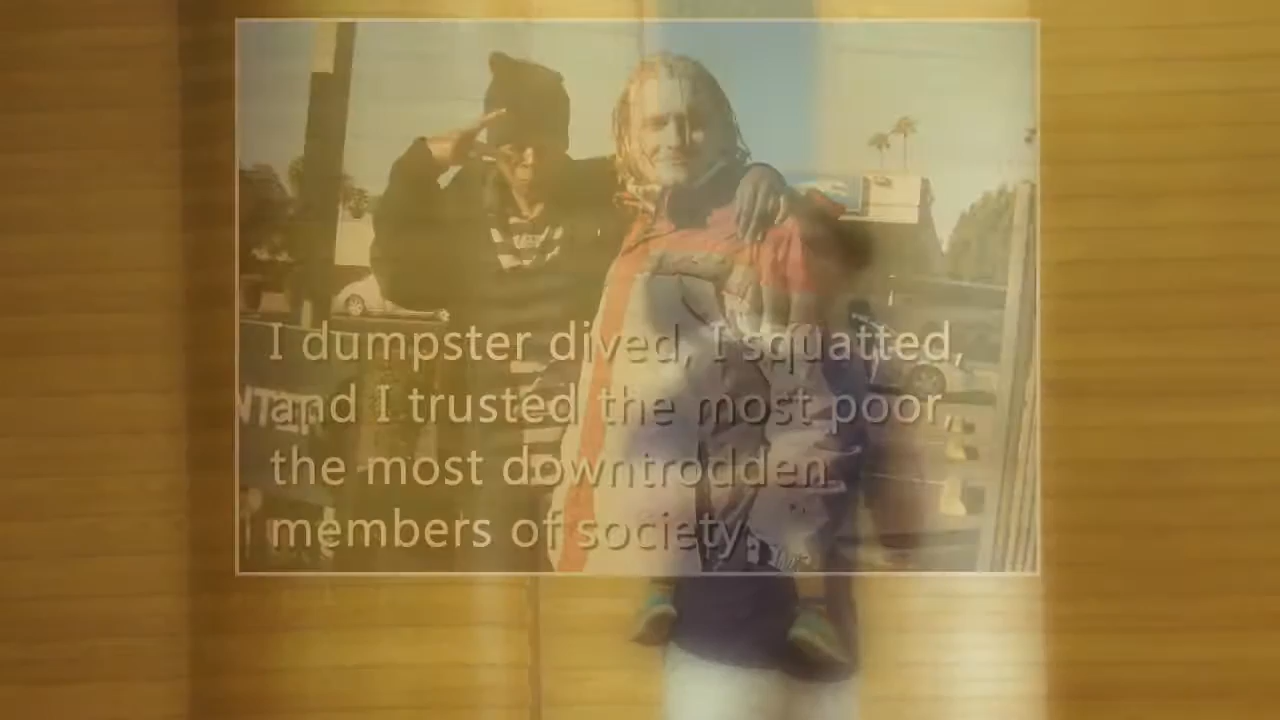 I dumpster dived, I squatted,
and I trusted the most poor,
the most downtrodden
members of society.